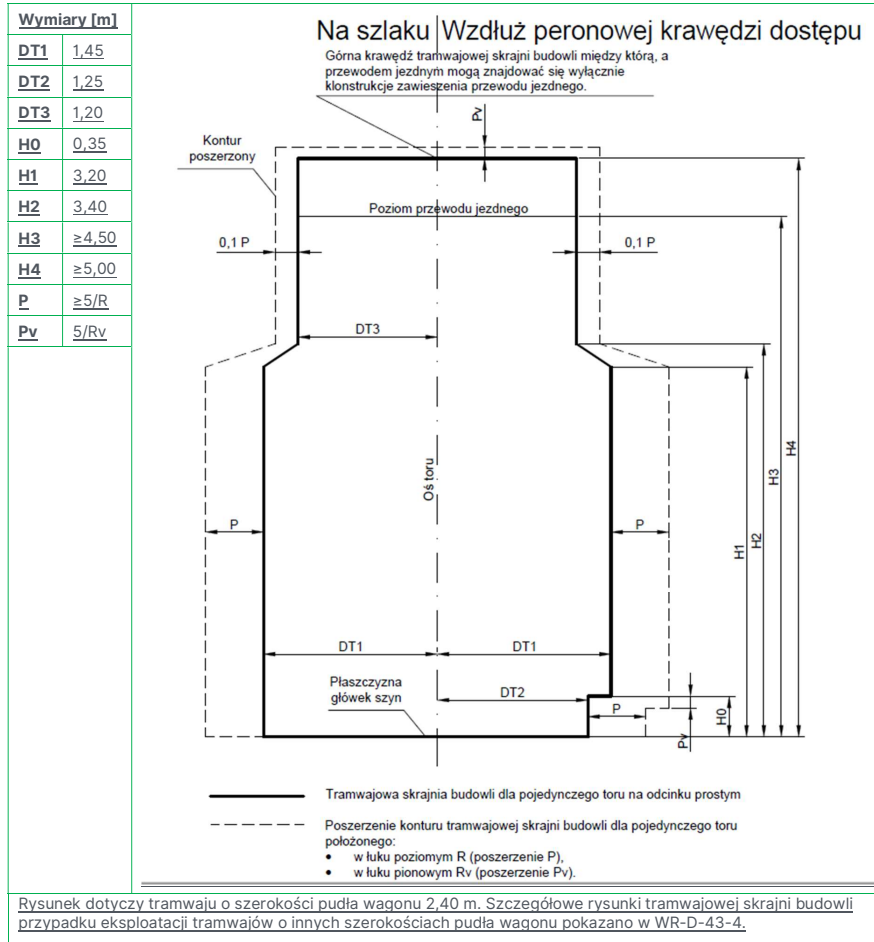 Wymiary [m]
DT1 1,45
DT2 1,25
DT3 1,20
H0 0,35
H1 3,20
H2 3,40
H3 ≥4,50
H4 ≥5,00
P ≥5/R
Pv 5/Rv
Na szlaku Wzdłuż peronowej krawędzi dostępu
Górna krawędź tramwajowej skrajni budowli między którą, a
przewodem jezdnym mogą znajdować się wyłącznie
klonstrukcje zawieszenia przewodu jezdnego.
Pv
Kontur
poszerzony
Poziom przewodu jezdnego
0,1 P
0,1 P
DT3
Oś toru
H4
H3
H2
H1
P
P
DT1
DT1
Płaszczyzna
główek szyn
DT2
P
H0
Pv
Tramwajowa skrajnia budowli dla pojedynczego toru na odcinku prostym
Poszerzenie konturu tramwajowej skrajni budowli dla pojedynczego toru
położonego:
• w łuku poziomym R (poszerzenie P),
• w łuku pionowym Rv (poszerzenie Pv).
Rysunek dotyczy tramwaju o szerokości pudła wagonu 2,40 m. Szczegółowe rysunki tramwajowej skrajni budowli
przypadku eksploatacji tramwajów o innych szerokościach pudła wagonu pokazano w WR-D-43-4.